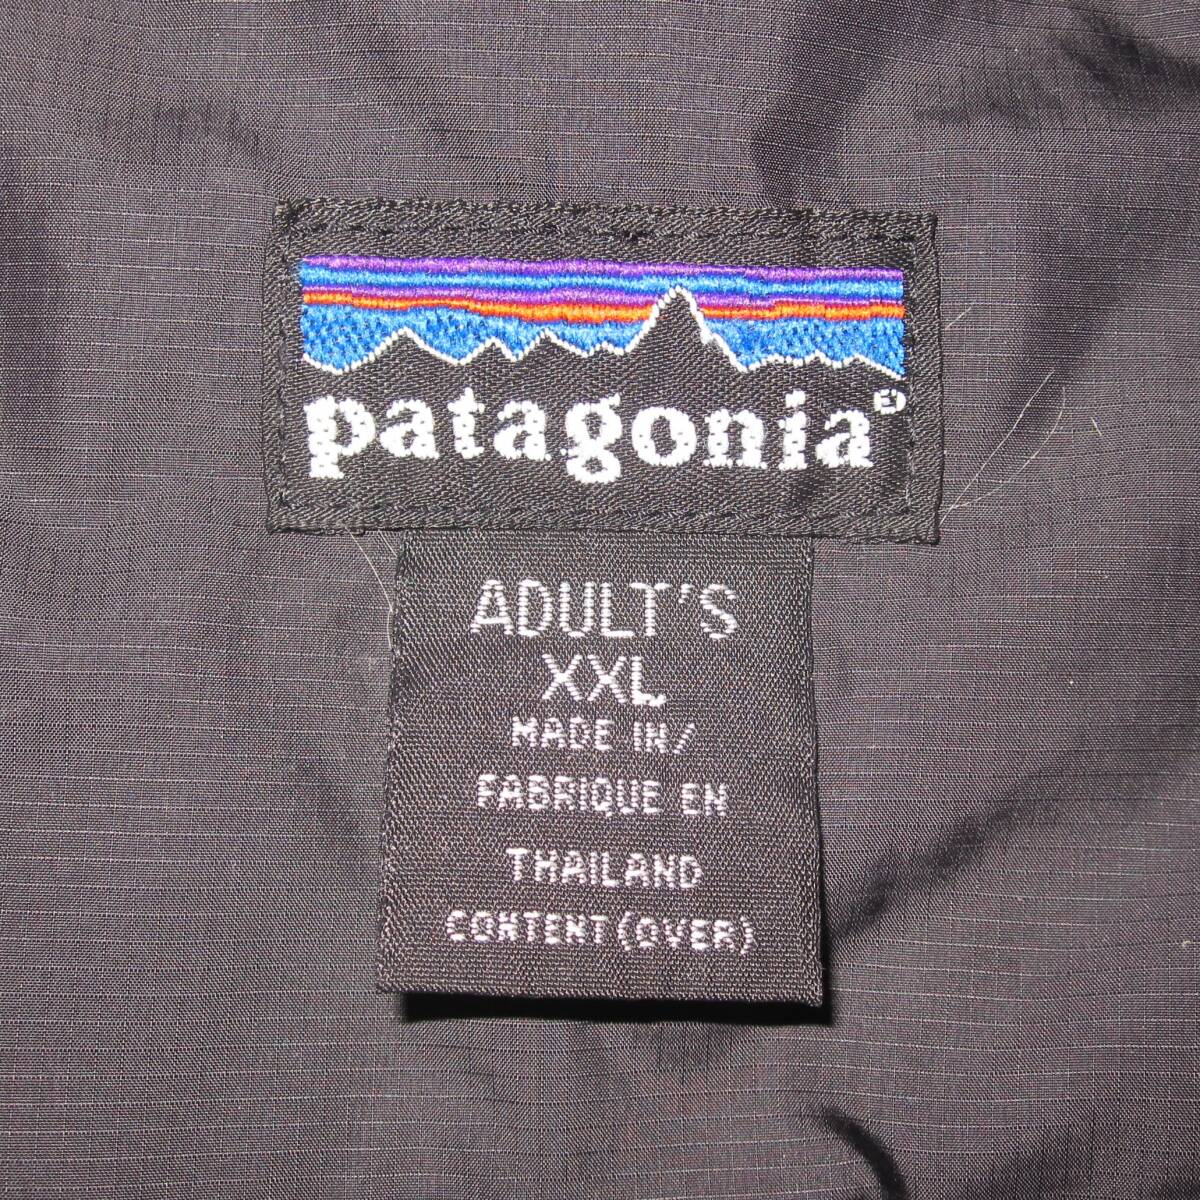 patagonia®
ADULT'S
XXL
MADE IN/
FABRIQUE EN
THAILAND
CONTENT (OVER)